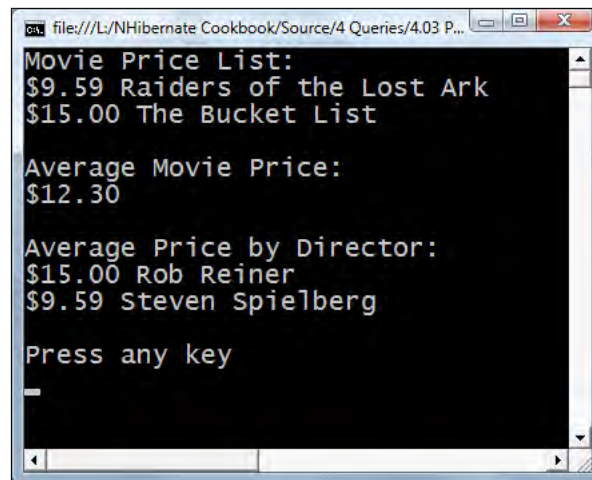 file:///L:/NHibernate Cookbook/Source/4 Queries/4.03 P...
Movie Price List:
$9.59 Raiders of the Lost Ark
$15.00 The Bucket List
Average Movie Price:
$12.30
Average Price by Director:
$15.00 Rob Reiner
$9.59 Steven Spielberg
Press any key